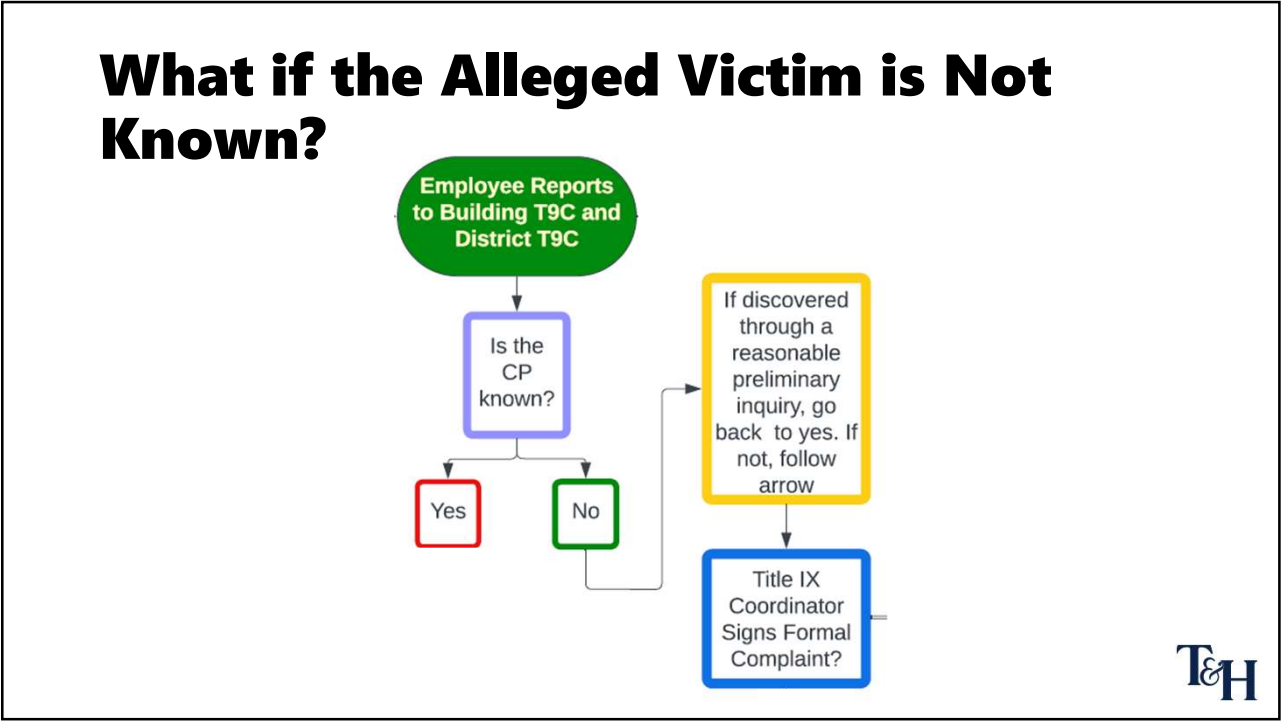 What if the Alleged Victim is Not
Known?
Employee Reports
to Building T9C and
District T9C
Is the
CP
known?
Yes
No
If discovered
through a
reasonable
preliminary
inquiry, go
back to yes. If
not, follow
arrow
Title IX
Coordinator
Signs Formal
Complaint?
T&H